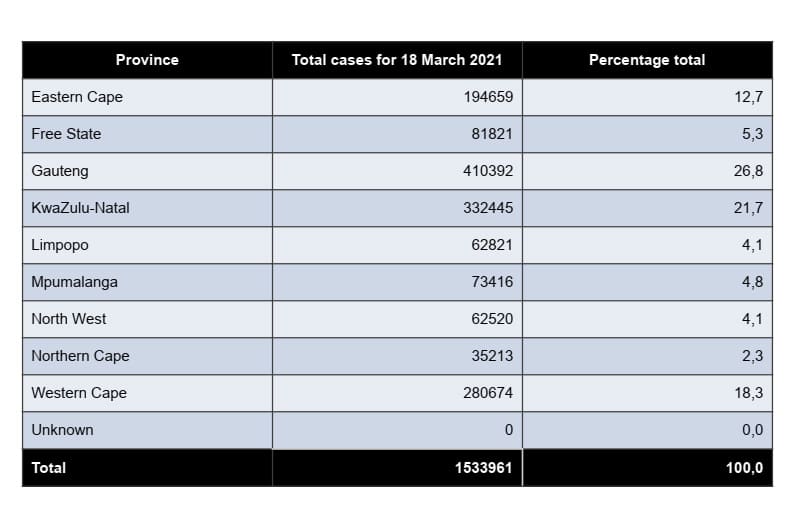 Province Total cases for 18 March 2021 Percentage total
Eastern Cape 194659 12,7
Free State 81821 5,3
Gauteng 410392 26,8
KwaZulu-Natal 332445 21,7
Limpopo 62821 4,1
Mpumalanga 73416 4,8
North West 62520 4,1
Northern Cape 35213 2,3
Western Cape 280674 18,3
Unknown 0 0,0
Total 1533961 100,0